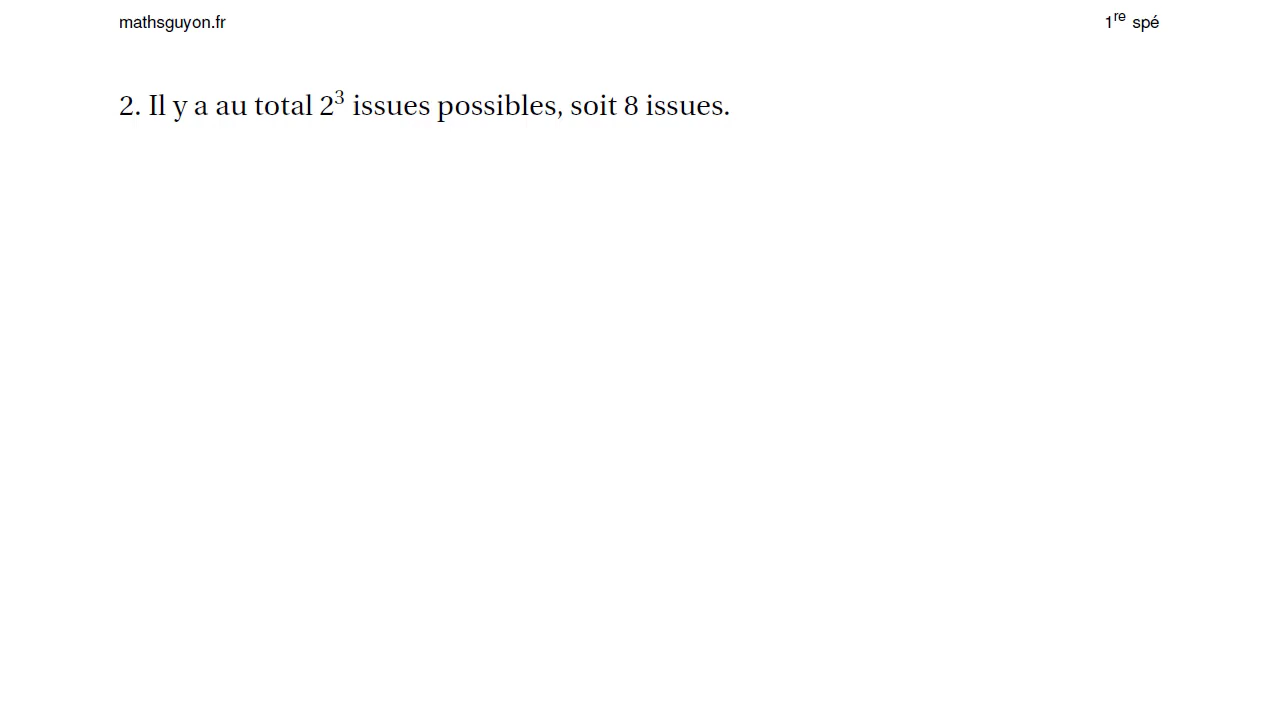 mathsguyon.fr
1re spé
2. Il y a au total 2³ issues possibles, soit 8 issues.